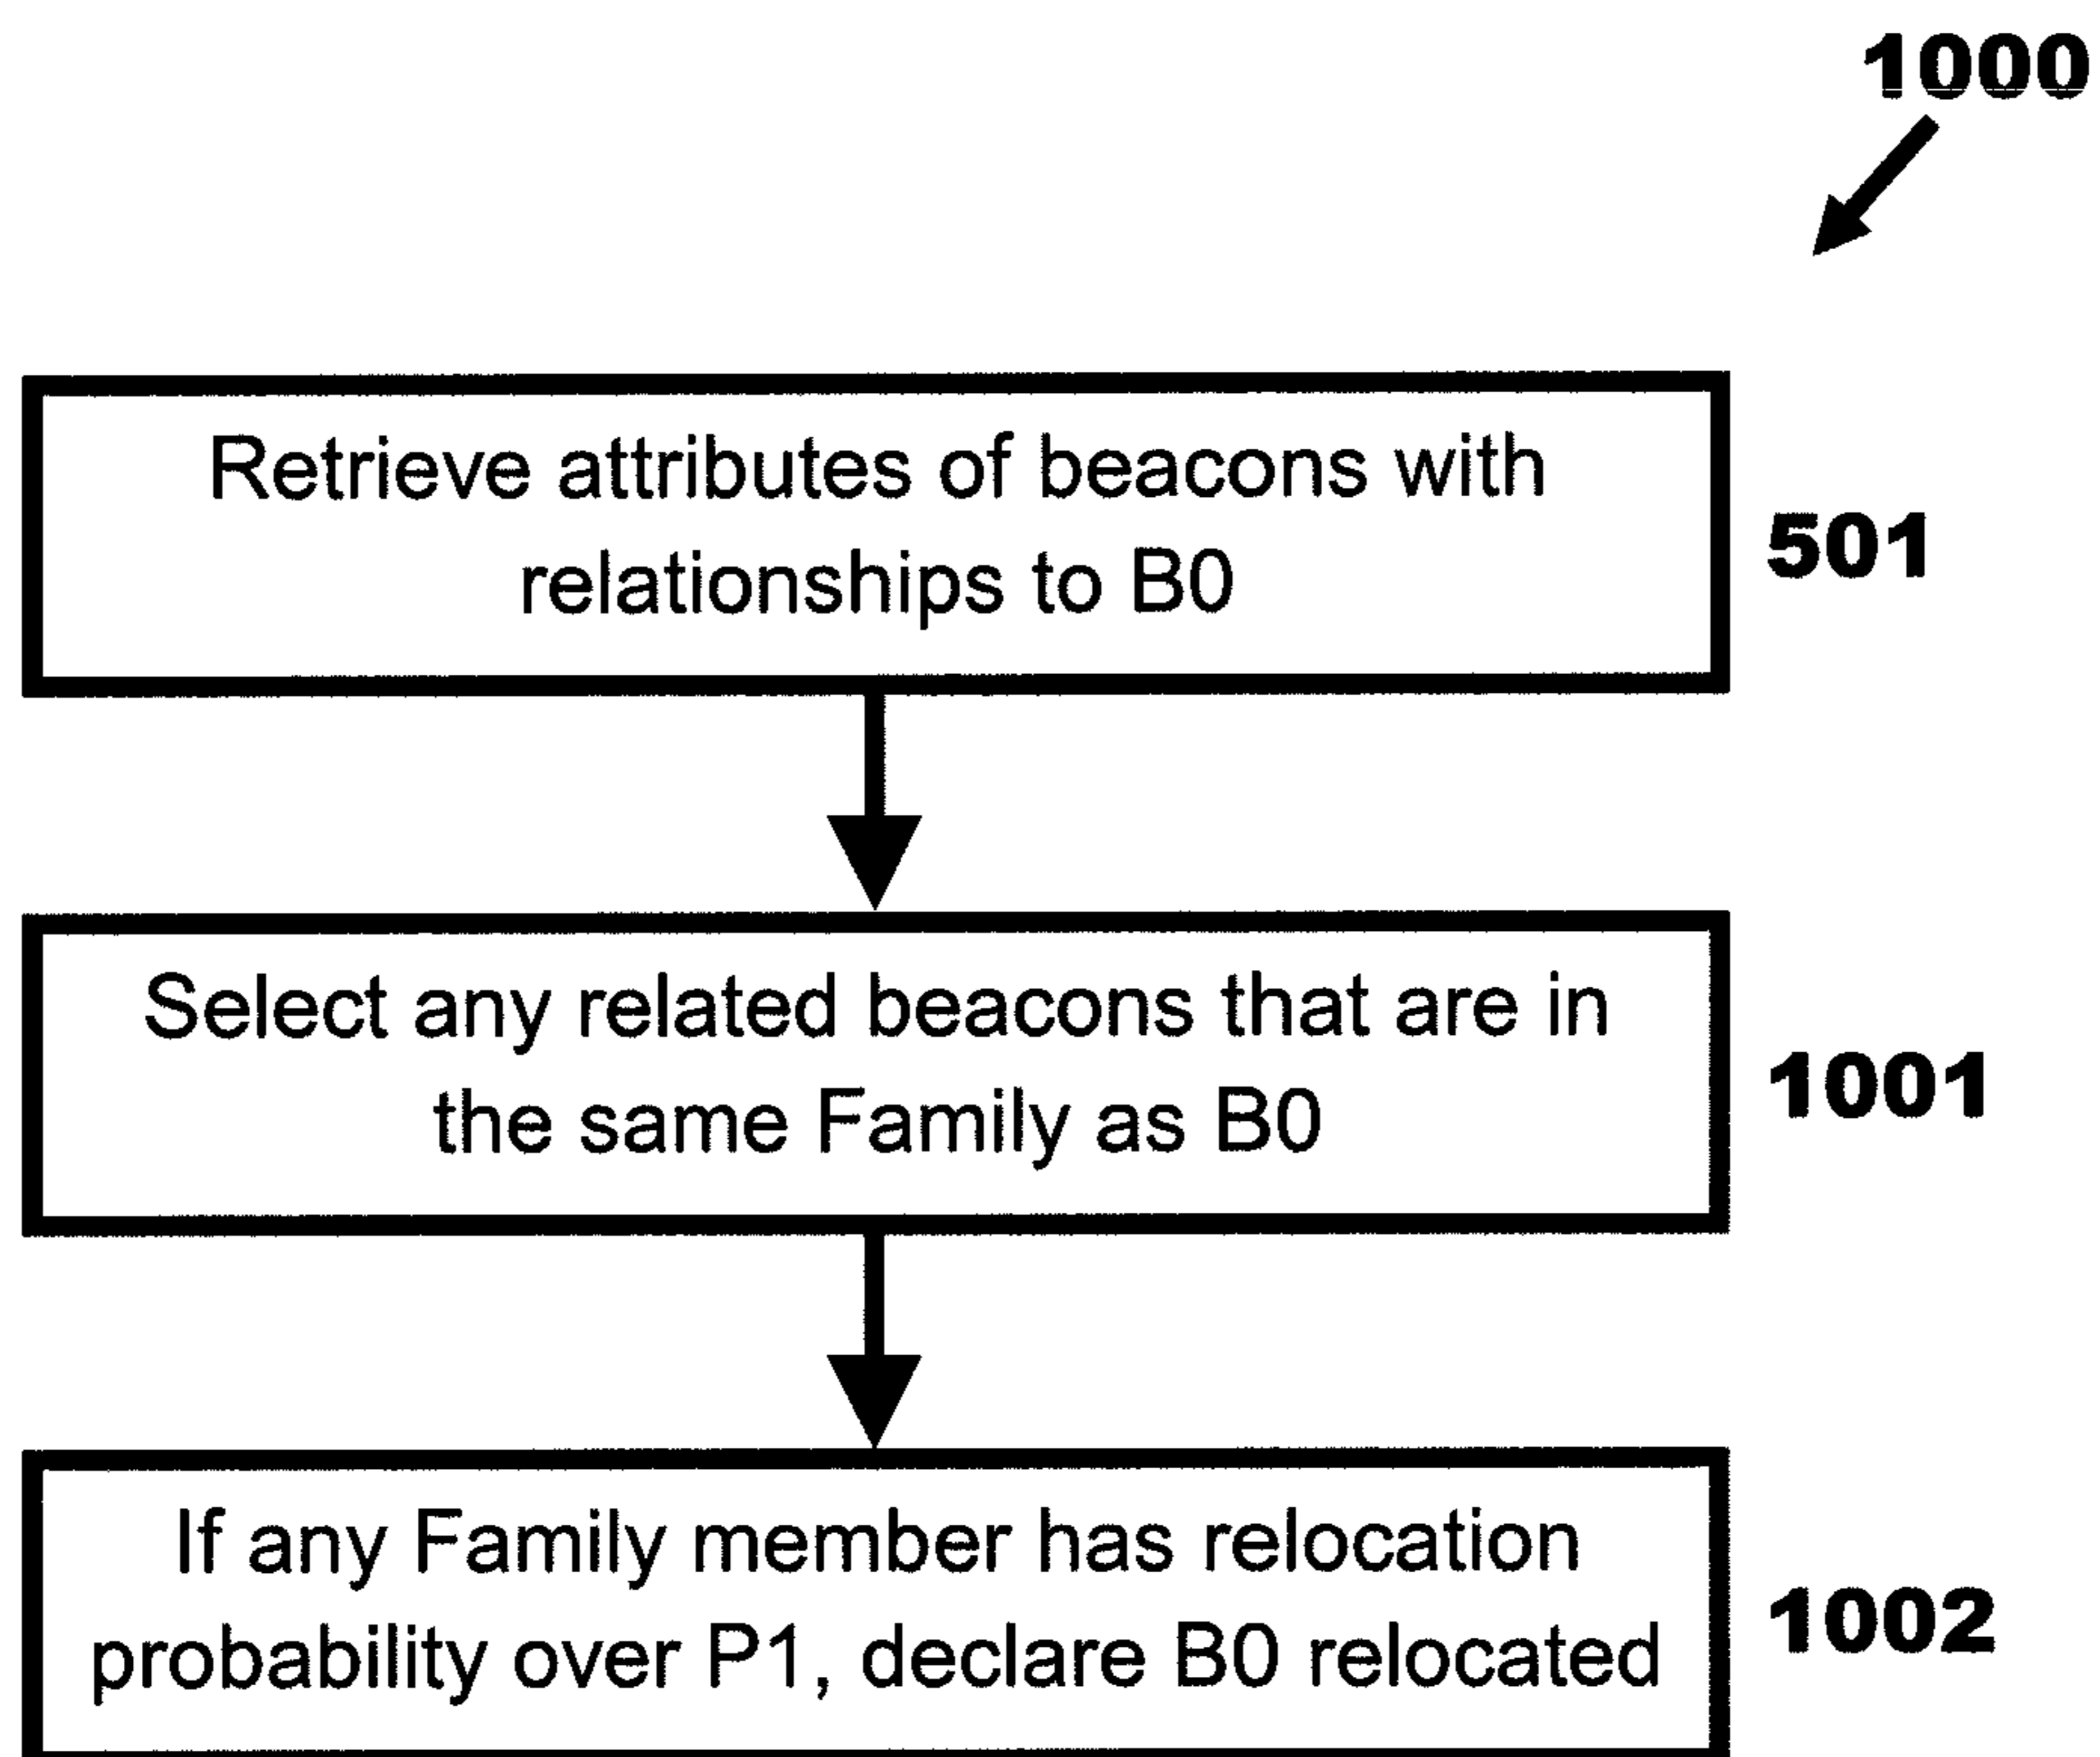 1000
Retrieve attributes of beacons with
relationships to B0
501
Select any related beacons that are in
the same Family as B0
1001
If any Family member has relocation
probability over P1, declare B0 relocated
1002